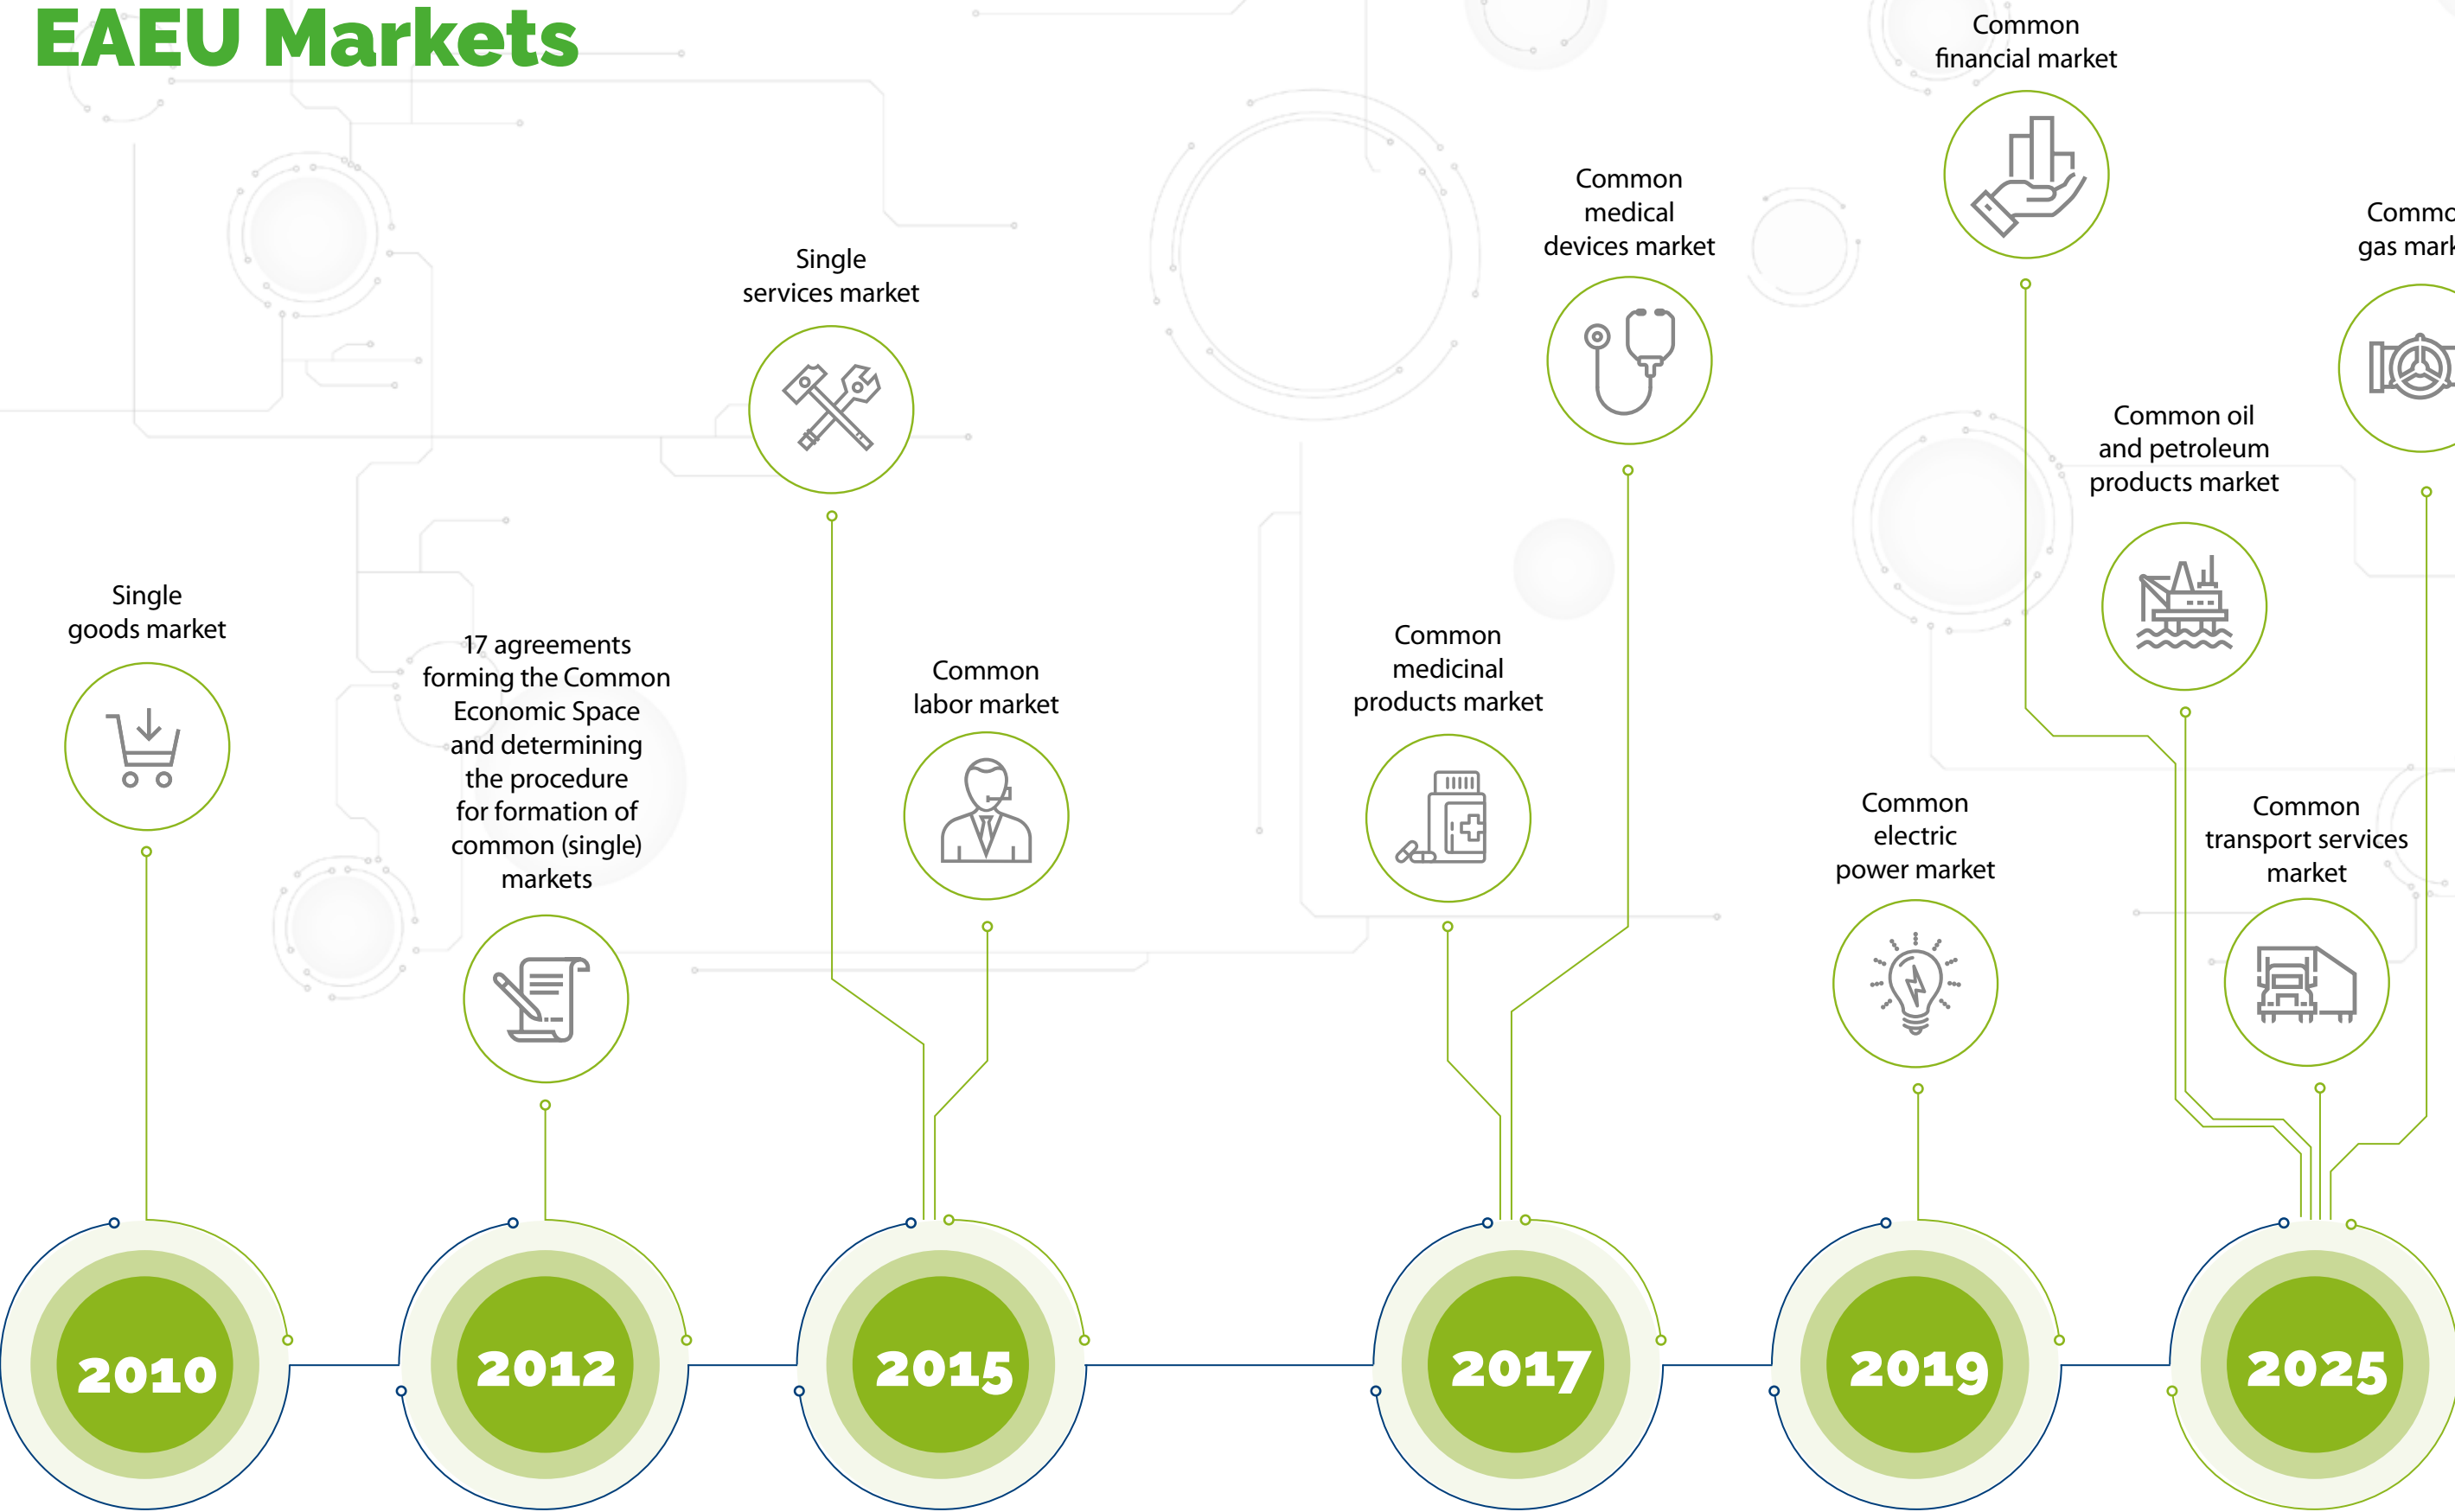 EAEU Markets
Single
goods market
17 agreements
forming the Common
Economic Space
and determining
the procedure
for formation of
common (single)
markets
Single
services market
Common
labor market
Common
medicinal
products market
Common
medical
devices market
Common
electric
power market
Common
financial market
Common oil
and petroleum
products market
Common
transport services
market
Commo
gas mark
2010
2012
2015
2017
2019
2025